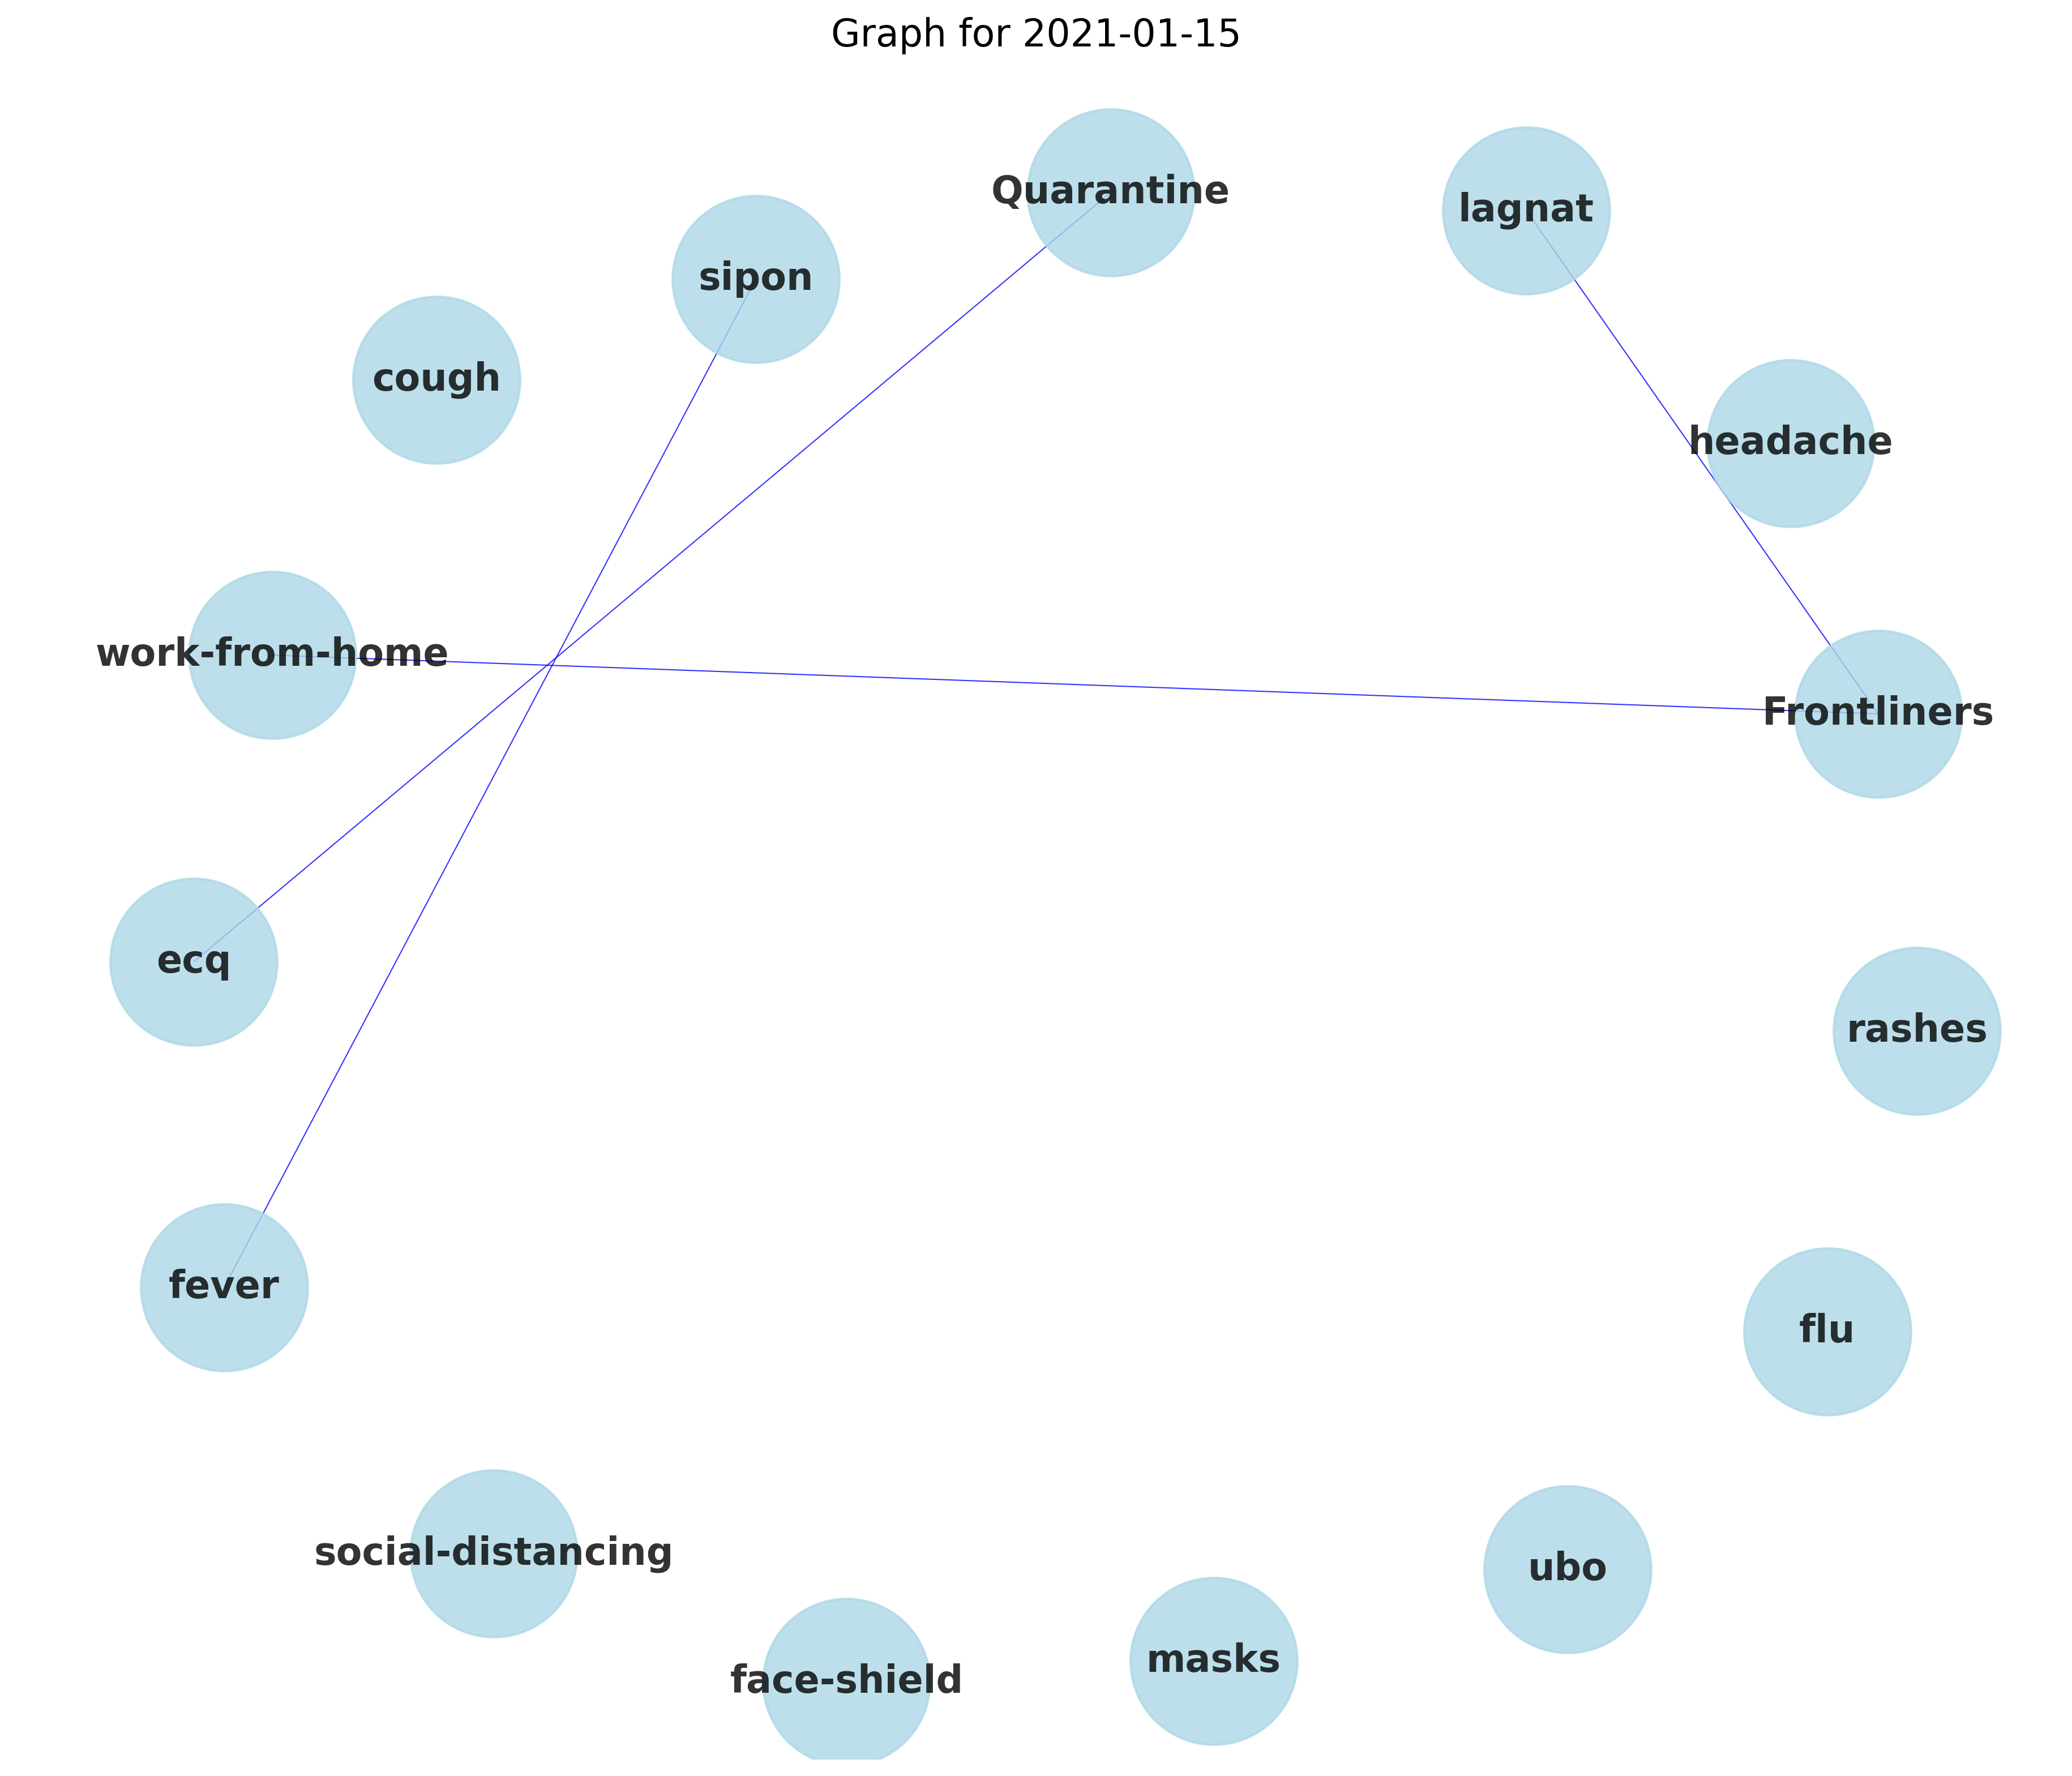 Graph for 2021-01-15
Quarantine
lagnat
sipon
cough
headache
work-from-home
Frontliners
ecq
rashes
fever
flu
social-distancing
ubo
face-shield
masks